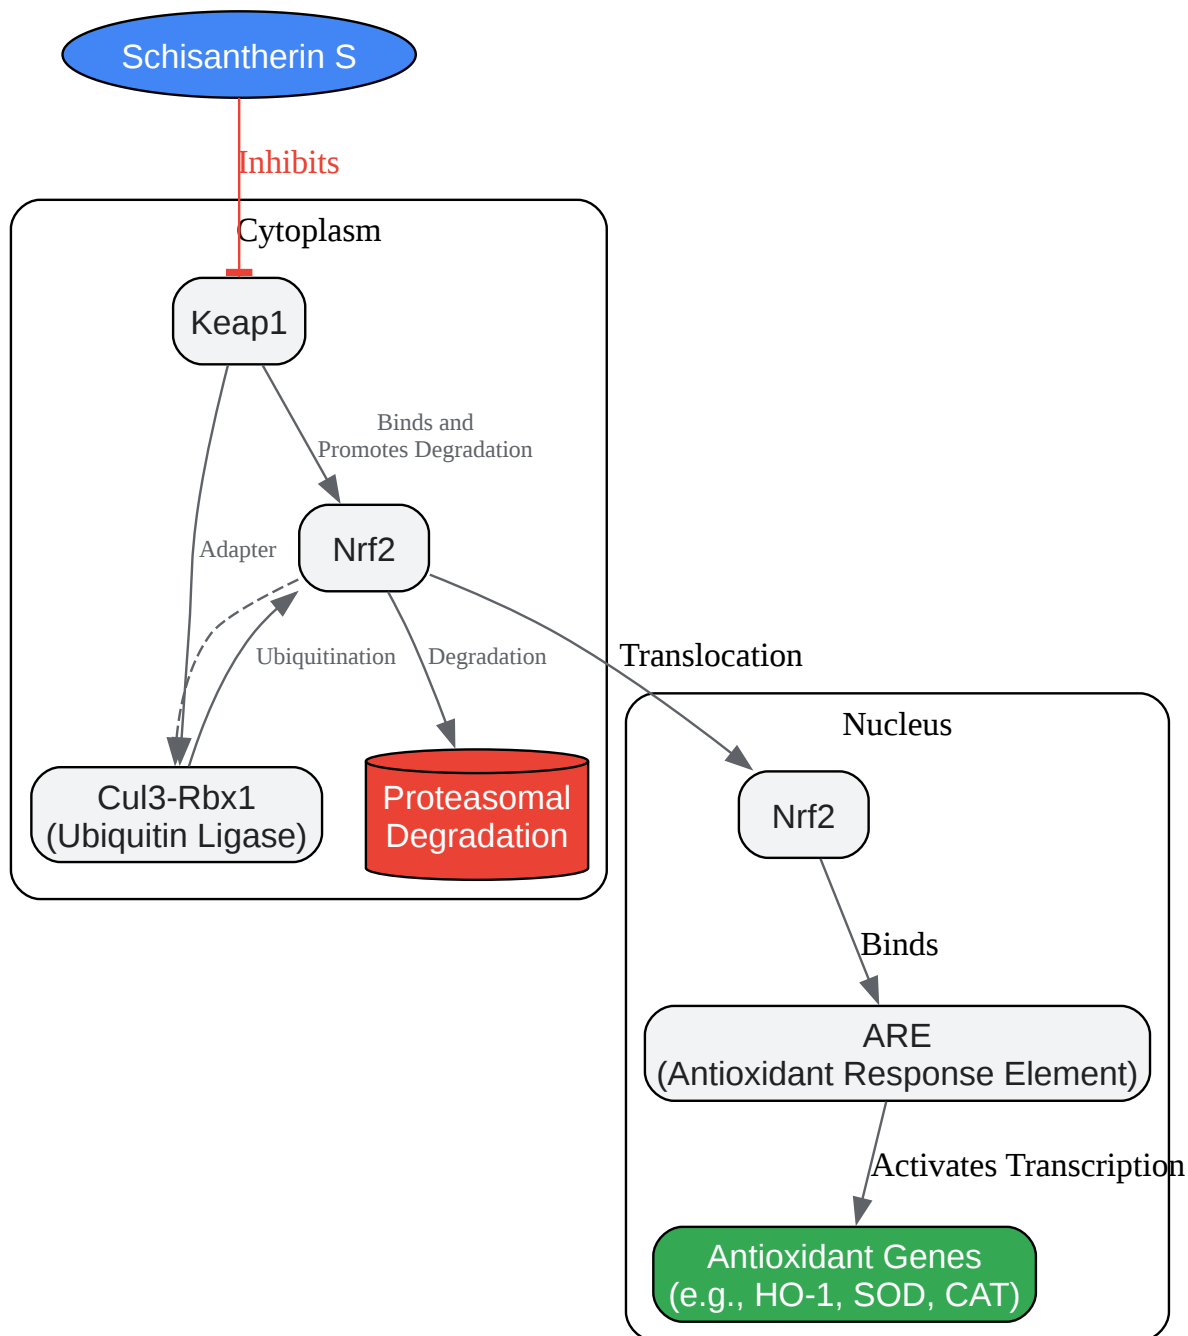 Schisantherin S
Inhibits
Cytoplasm
Keap1
Binds and
Promotes Degradation
Adapter
Nrf2
Ubiquitination
Degradation
Translocation
Cul3-Rbx1
(Ubiquitin Ligase)
Proteasomal
Degradation
Nucleus
Nrf2
Binds
ARE
(Antioxidant Response Element)
Activates Transcription
Antioxidant Genes
(e.g., HO-1, SOD, CAT)